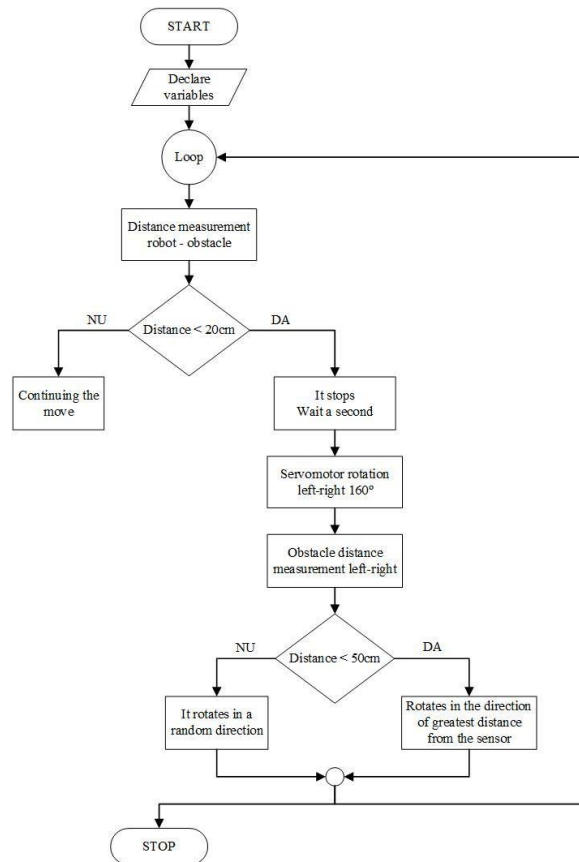 START
Declare
variables
Loop
Distance measurement
robot - obstacle
Distance < 20cm
NU
DA
Continuing the
move
It stops
Wait a second
Servomotor rotation
left-right 160°
Obstacle distance
measurement left-right
Distance < 50cm
NU
DA
It rotates in a
random direction
Rotates in the direction
of greatest distance
from the sensor
STOP